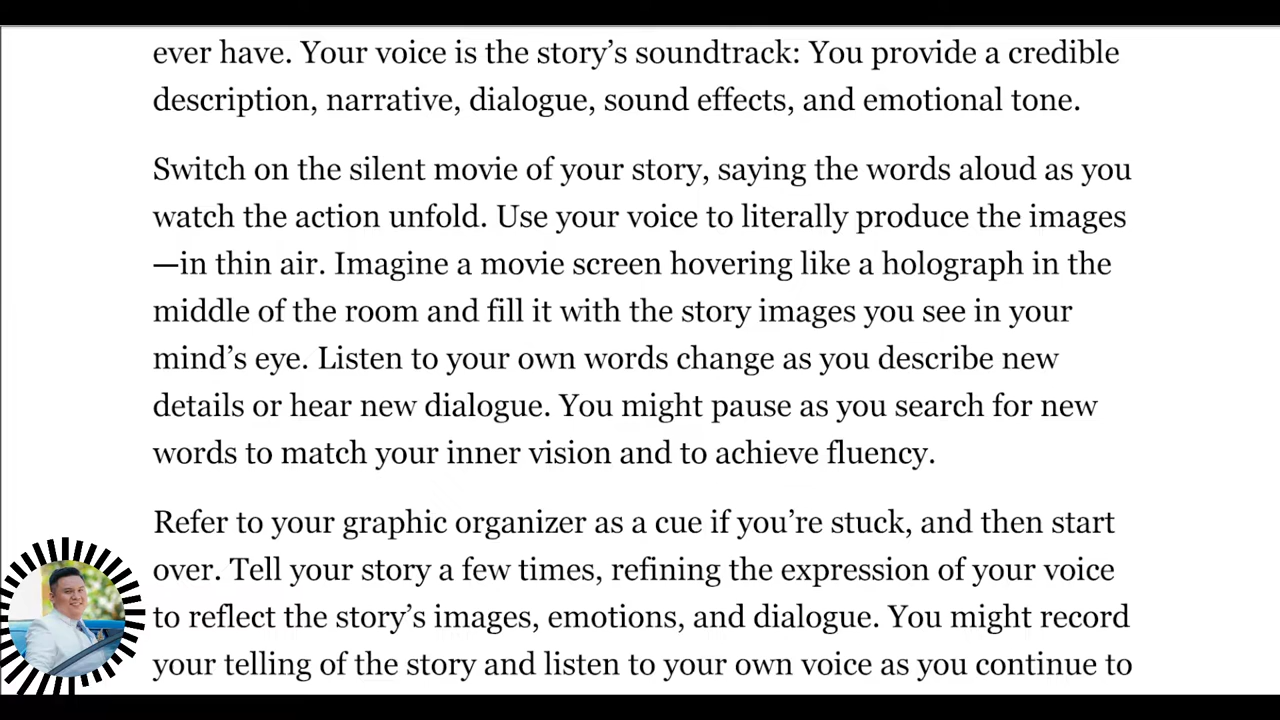 ever have. Your voice is the story’s soundtrack: You provide a credible
description, narrative, dialogue, sound effects, and emotional tone.
Switch on the silent movie of your story, saying the words aloud as you
watch the action unfold. Use your voice to literally produce the images
—in thin air. Imagine a movie screen hovering like a holograph in the
middle of the room and fill it with the story images you see in your
mind’s eye. Listen to your own words change as you describe new
details or hear new dialogue. You might pause as you search for new
words to match your inner vision and to achieve fluency.
Refer to your graphic organizer as a cue if you’re stuck, and then start
over. Tell your story a few times, refining the expression of your voice
to reflect the story’s images, emotions, and dialogue. You might record
your telling of the story and listen to your own voice as you continue to